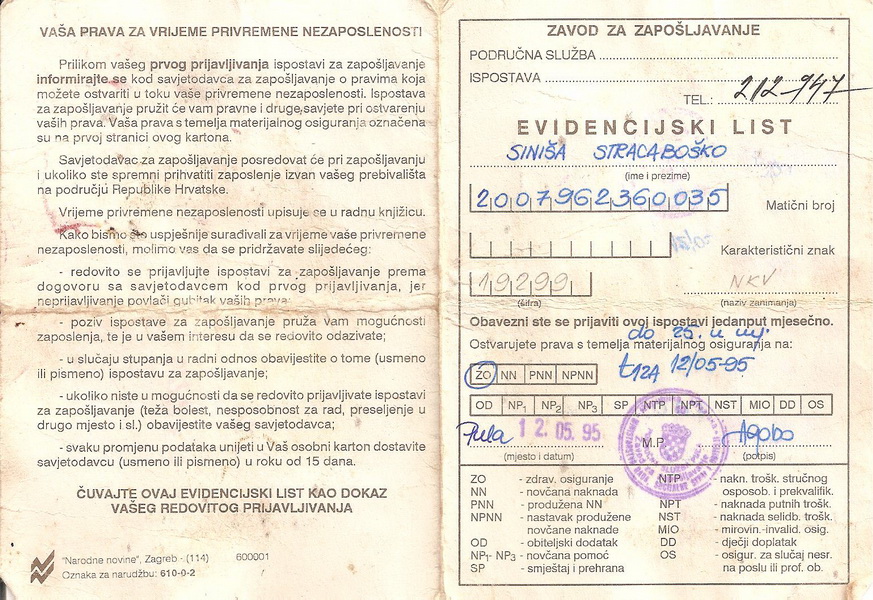 VAŠA PRAVA ZA VRIJEME PRIVREMENE NEZAPOSLENOSTI
Prilikom vašeg prvog prijavljivanja ispostavi za zapošljavanje
informirajte se kod savjetodavca za zapošljavanje o pravima koja
možete ostvariti u toku vaše privremene nezaposlenosti. Ispostava
za zapošljavanje pružit će vam pravne i druge savjete pri ostvarenju
vaših prava. Vaša prava s temelja materijalnog osiguranja označena
su na prvoj stranici ovog kartona.
Savjetodavac za zapošljavanje posredovat će pri zapošljavanju
i ukoliko ste spremni prihvatiti zaposlenje izvan vašeg prebivališta
na području Republike Hrvatske.
Vrijeme privremene nezaposlenosti upisuje se u radnu knjižicu.
Kako bismo što uspješnije surađivali za vrijeme vaše privremene
nezaposlenosti, molimo vas da se pridržavate slijedećeg:
- redovito se prijavljujte ispostavi za zapošljavanje prema
dogovoru sa savjetodavcem kod prvog prijavljivanja, jer
neprijavljivanje povlači gubitak vaših prava;
- poziv ispostave za zapošljavanje pruža vam mogućnosti
zaposlenja, te je u vašem interesu da se redovito odazivate;
- u slučaju stupanja u radni odnos obavijestite o tome (usmeno
ili pismeno) ispostavu za zapošljavanje;
- ukoliko niste u mogućnosti da se redovito prijavljivate ispostavi
za zapošljavanje (teža bolest, nesposobnost za rad, preseljenje u
drugo mjesto i sl.) obavijestite vašeg savjetodavca;
- svaku promjenu podataka unijeti u Vaš osobni karton dostavite
savjetodavcu (usmeno ili pismeno) u roku od 15 dana.
ČUVAJTE OVAJ EVIDENCIJSKI LIST KAO DOKAZ
VAŠEG REDOVITOG PRIJAVLJIVANJA
"Narodne novine", Zagreb - (114) 600001
Oznaka za narudžbu: 610-0-2
ZAVOD ZA ZAPOŠLJAVANJE
PODRUČNA SLUŽBA
ISPOSTAVA
TEL.: 212-947
EVIDENCIJSKI LIST
SINIŠA STRACABOŠKO
(ime i prezime)
2007962360035 Matični broj
Karakteristični znak
19299 NKV
(šifra) (naziv zanimanja)
Obavezni ste se prijaviti ovoj ispostavi jedanput mjesečno.
do 25. u mj.
Ostvarujete prava s temelja materijalnog osiguranja na:
ZO NN PNN NPNN 12/05-95
OD NP1 NP2 NP3 SP NTP NPT NST MIO DD OS
Pula 12.05.95 M.P.
(mjesto i datum) (potpis)
ZO - zdrav. osiguranje NTP - nakn. trošk. stručnog
NN - novčana naknada osposob. i prekvalifik.
PNN - produžena NN NPT - naknada putnih trošk.
NPNN - nastavak produžene NST - naknada selidb. trošk.
novčane naknade MIO - mirovin.-invalid. osig.
OD - obiteljski dodatak DD - dječji doplatak
NP1- NP3 - novčana pomoć OS - osigur. za slučaj nesr.
SP - smještaj i prehrana na poslu ili prof. ob.